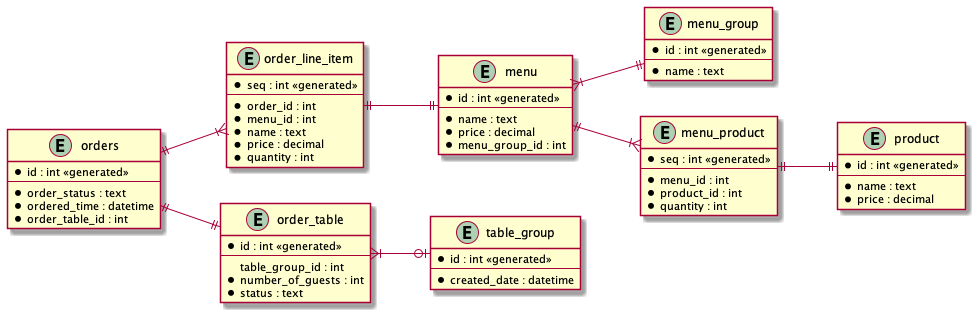 E orders
id : int «generated»
order_status : text
ordered_time : datetime
order_table_id : int
E order_line_item
seq : int «generated»
order_id : int
menu_id : int
name : text
price : decimal
quantity : int
E order_table
id : int «generated»
table_group_id : int
number_of_guests : int
status : text
E menu
id : int «generated»
name : text
price : decimal
menu_group_id : int
E table_group
id : int «generated»
created_date : datetime
E menu_group
id : int «generated»
name : text
E menu_product
seq : int «generated»
menu_id : int
product_id : int
quantity : int
E product
id : int «generated»
name : text
price : decimal